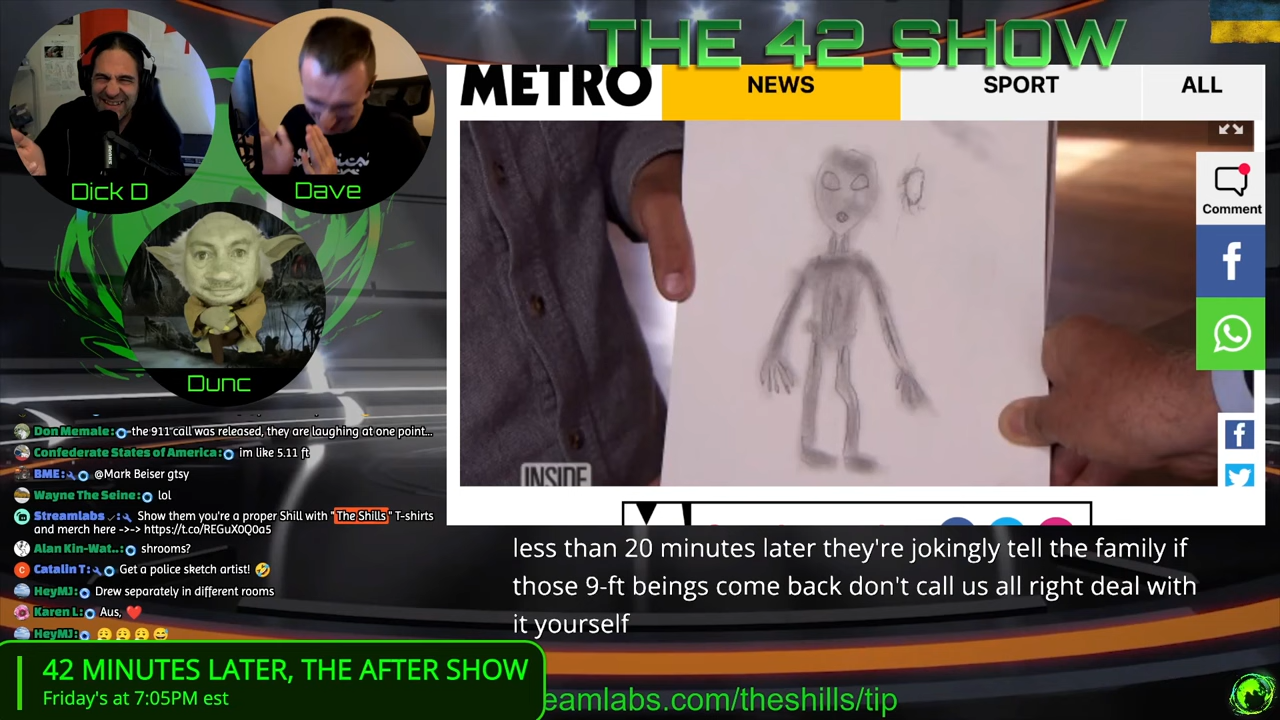 THE 42 SHOW
METRO
NEWS
SPORT
ALL
Comment
INSIDE
Dick D
Dave
Dunc
Don Memale: -the 911 call was released, they are laughing at one point...
Confederate States of America: im like 5.11 ft
BME: @Mark Beiser gtsy
Wayne The Seine: lol
Streamlabs : Show them you're a proper Shill with " The Shills " T-shirts
and merch here ->-> https://t.co/REGuX0Q0a5
Alan Kin-Wat..: shrooms?
Catalin T: Get a police sketch artist! 🤣
HeyMJ: Drew separately in different rooms
Karen L: Aus, ❤️
HeyMJ: 😤😤😤😅
less than 20 minutes later they're jokingly tell the family if
those 9-ft beings come back don't call us all right deal with
it yourself
42 MINUTES LATER, THE AFTER SHOW
Friday's at 7:05PM est
eamlabs.com/theshills/tip